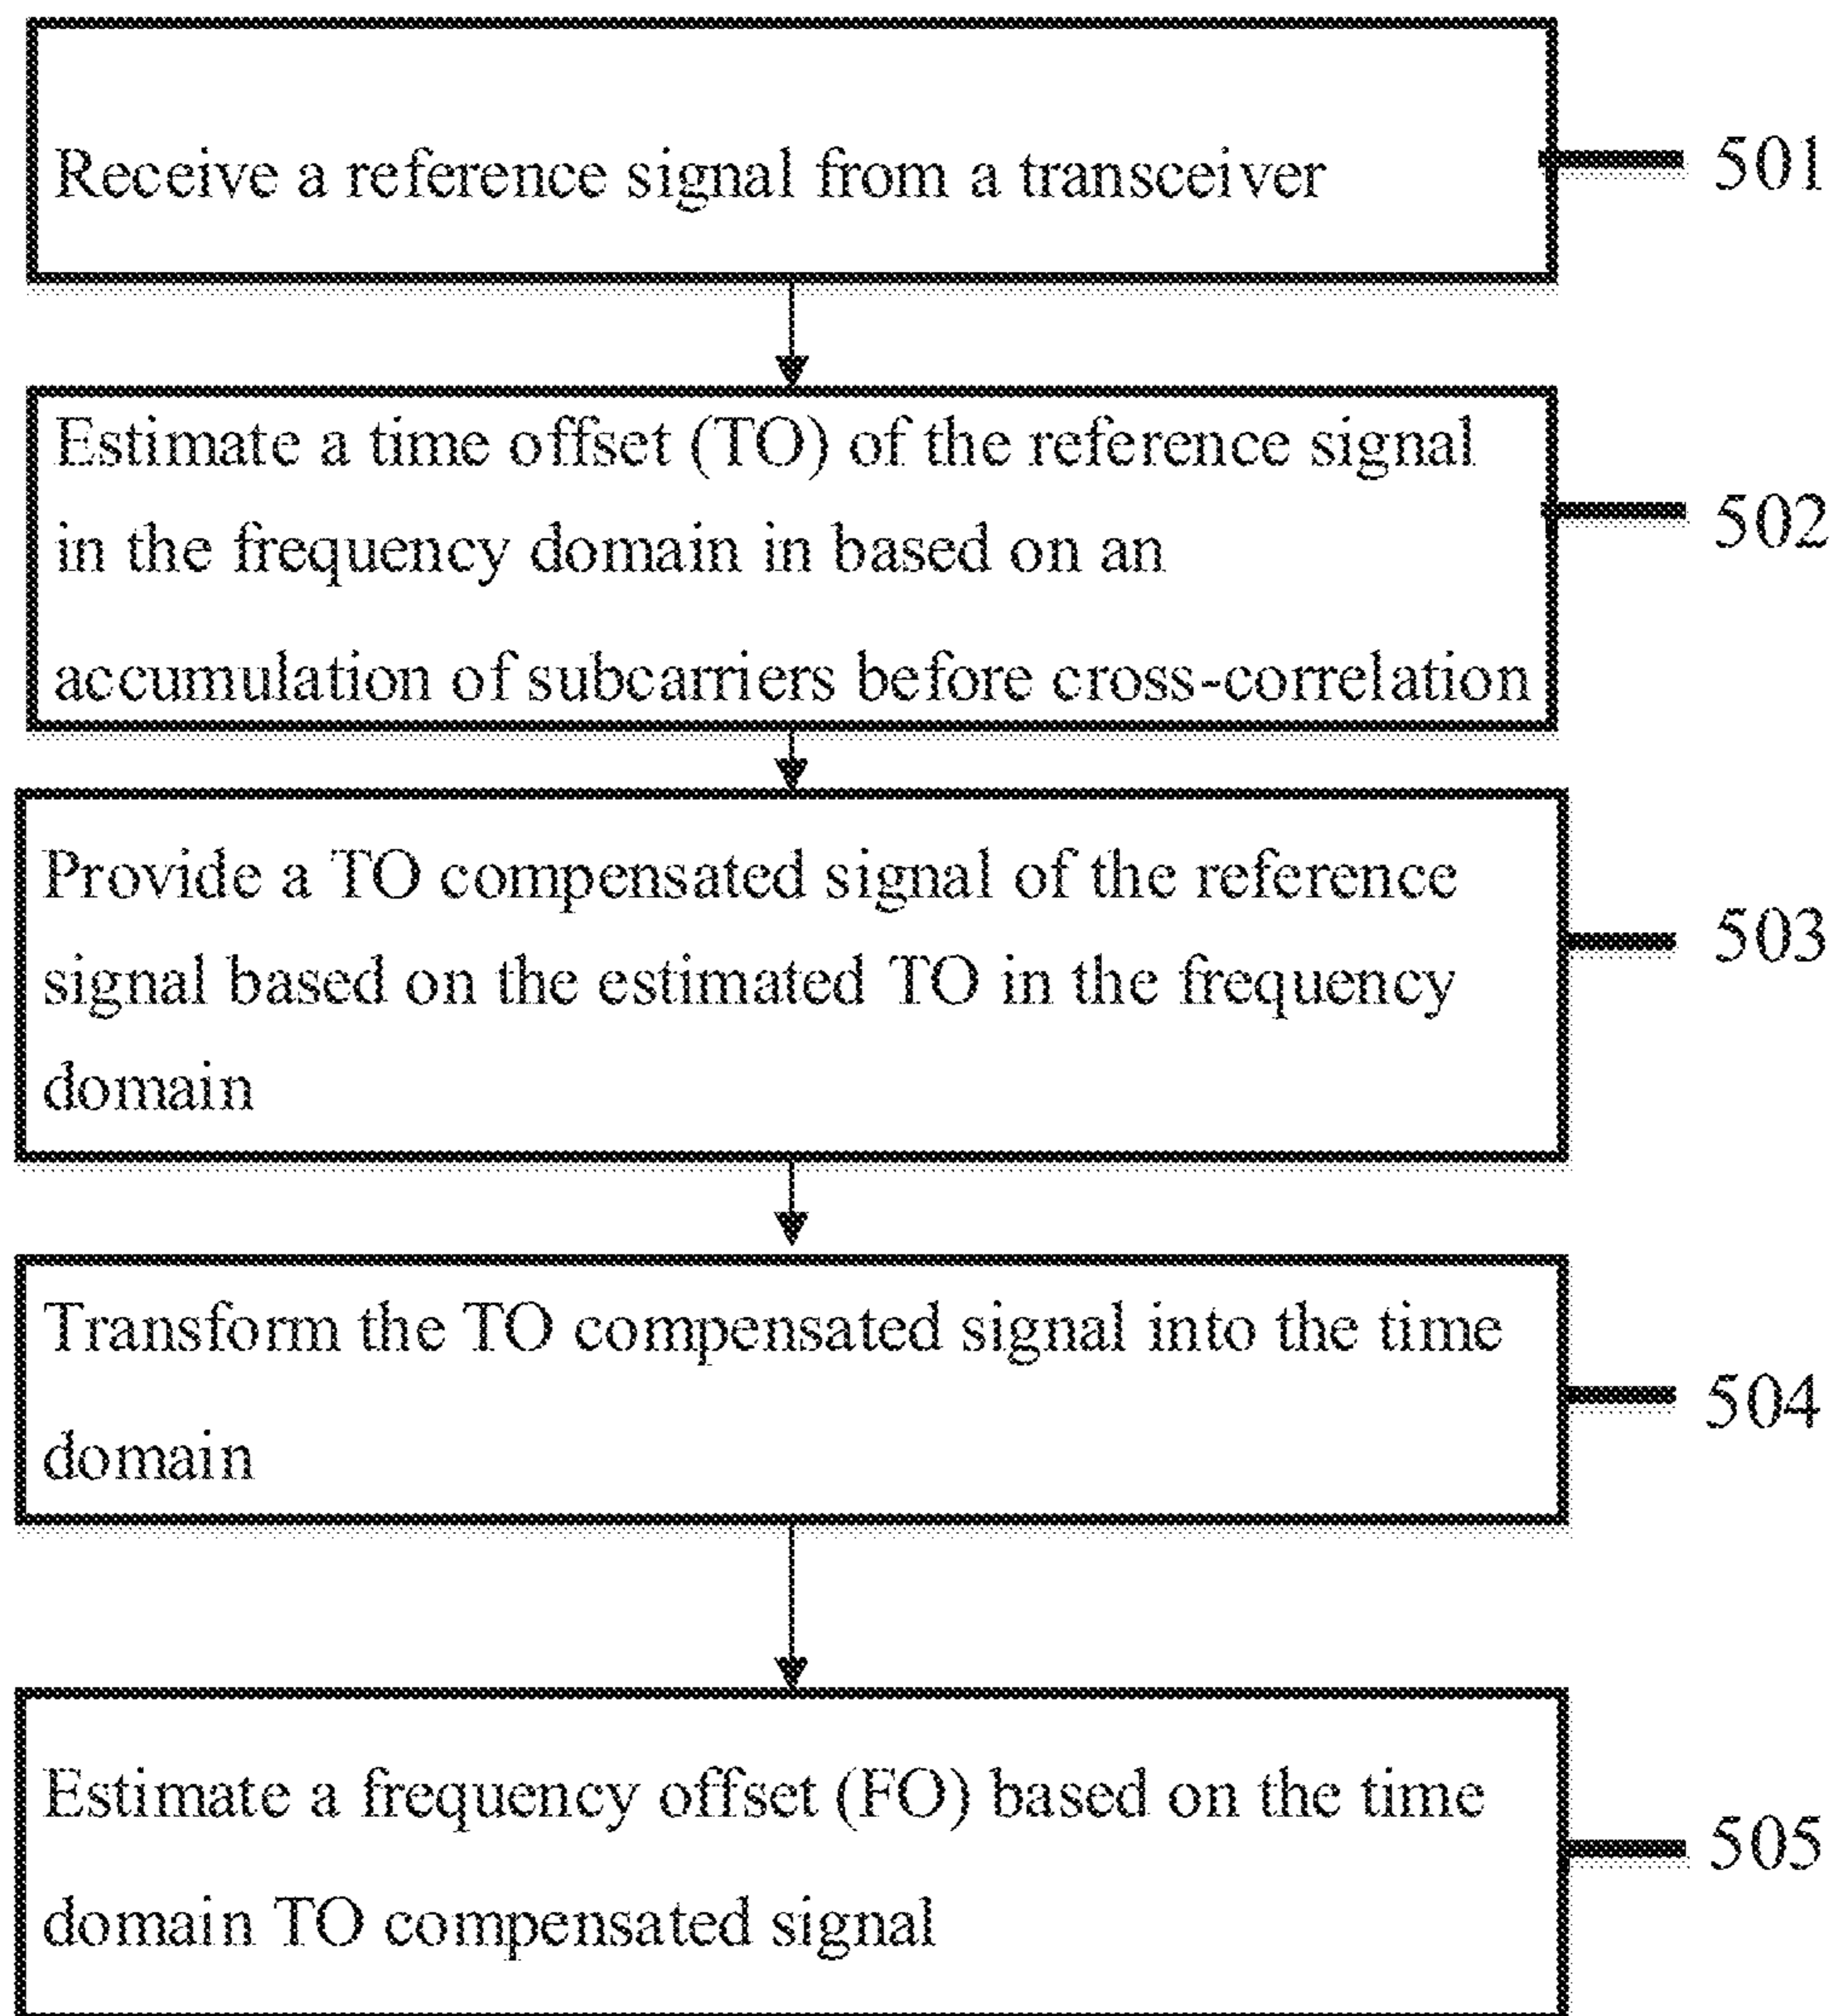 Receive a reference signal from a transceiver
501
Estimate a time offset (TO) of the reference signal
in the frequency domain in based on an
accumulation of subcarriers before cross-correlation
502
Provide a TO compensated signal of the reference
signal based on the estimated TO in the frequency
domain
503
Transform the TO compensated signal into the time
domain
504
Estimate a frequency offset (FO) based on the time
domain TO compensated signal
505